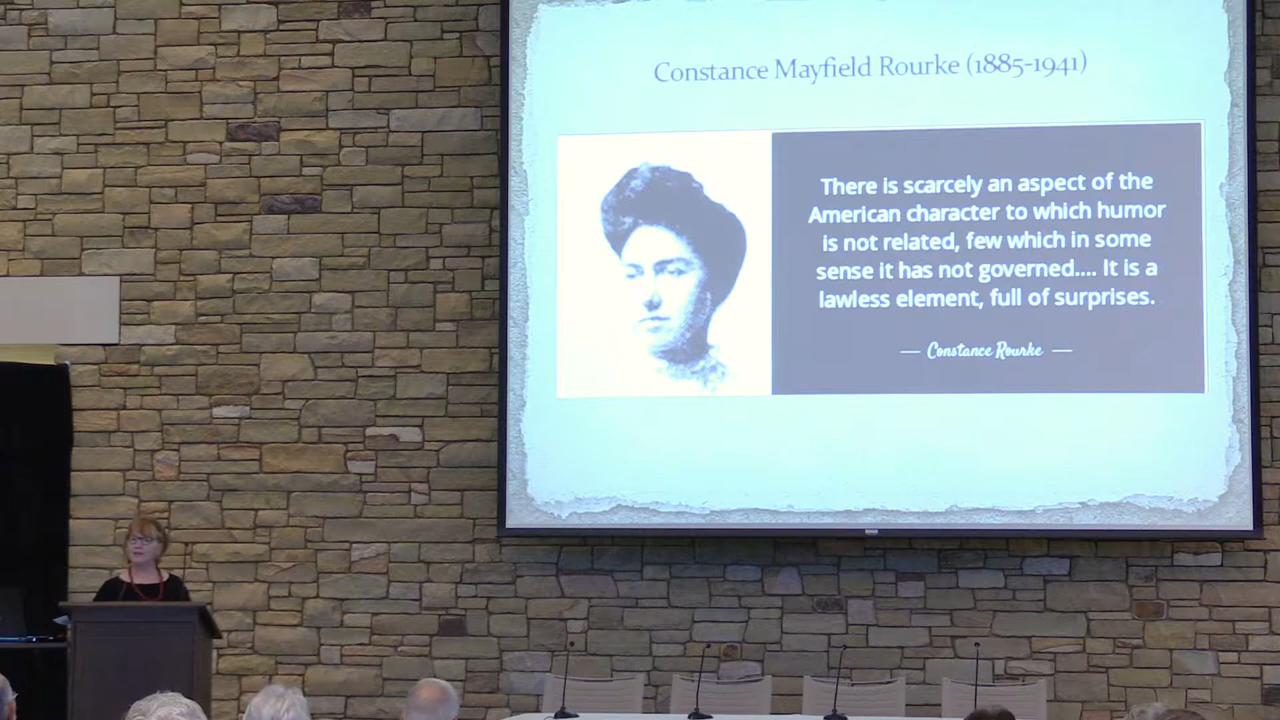 Constance Mayfield Rourke (1885-1941)
There is scarcely an aspect of the
American character to which humor
is not related, few which in some
sense it has not governed.... It is a
lawless element, full of surprises.
— Constance Rourke —